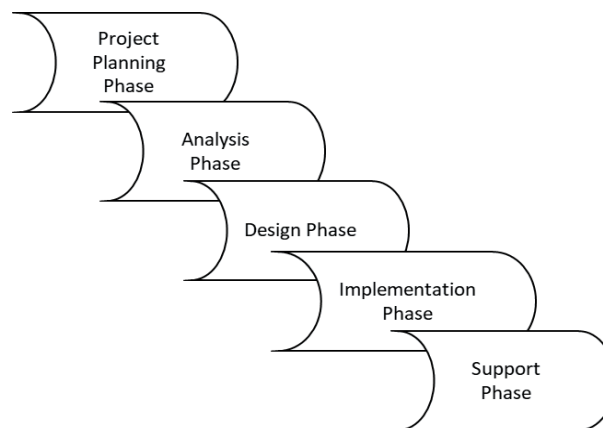 Project
Planning
Phase
Analysis
Phase
Design Phase
Implementation
Phase
Support
Phase